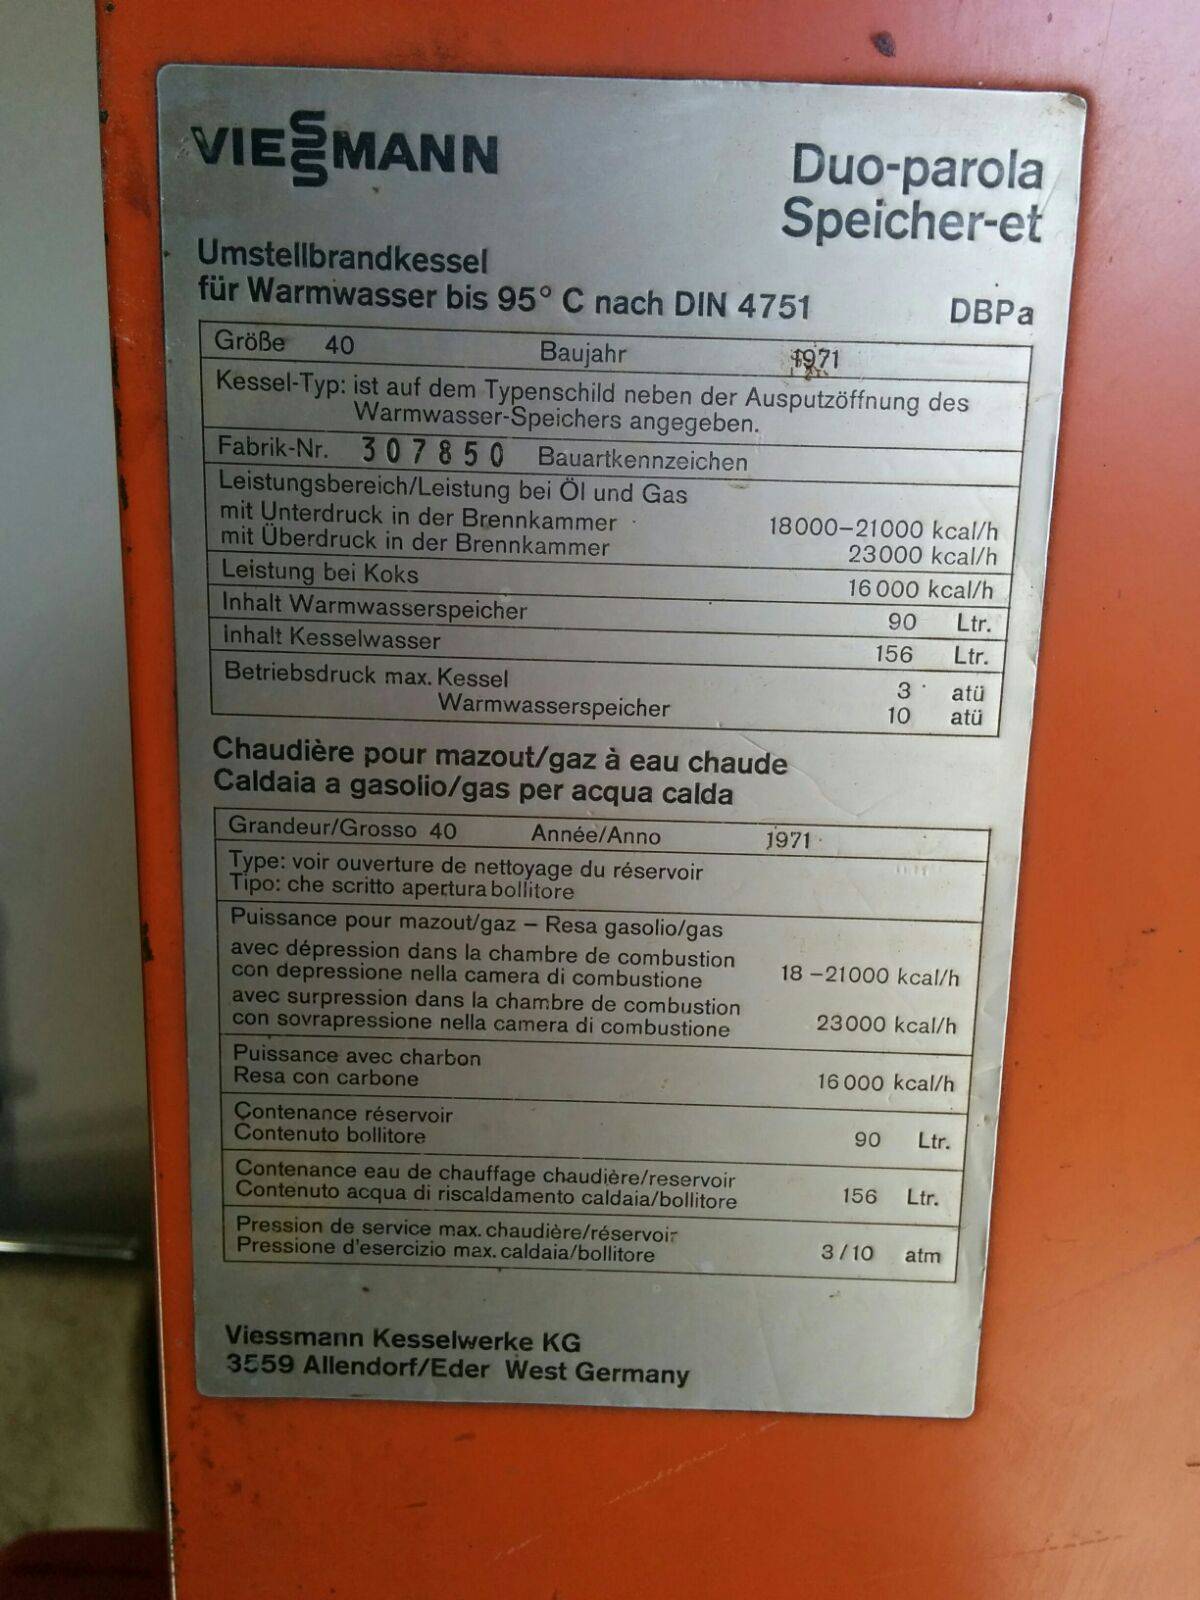 VIESSMANN
Duo-parola
Speicher-et
Umstellbrandkessel
für Warmwasser bis 95° C nach DIN 4751 DBPa
Größe 40 Baujahr 1971
Kessel-Typ: ist auf dem Typenschild neben der Ausputzöffnung des
Warmwasser-Speichers angegeben.
Fabrik-Nr. 307850 Bauartkennzeichen
Leistungsbereich/Leistung bei Öl und Gas
mit Unterdruck in der Brennkammer 18000–21000 kcal/h
mit Überdruck in der Brennkammer 23000 kcal/h
Leistung bei Koks 16000 kcal/h
Inhalt Warmwasserspeicher 90 Ltr.
Inhalt Kesselwasser 156 Ltr.
Betriebsdruck max. Kessel 3 atü
Warmwasserspeicher 10 atü
Chaudière pour mazout/gaz à eau chaude
Caldaia a gasolio/gas per acqua calda
Grandeur/Grosso 40 Année/Anno 1971
Type: voir ouverture de nettoyage du réservoir
Tipo: che scritto apertura bollitore
Puissance pour mazout/gaz – Resa gasolio/gas
avec dépression dans la chambre de combustion
con depressione nella camera di combustione 18–21000 kcal/h
avec surpression dans la chambre de combustion
con sovrapressione nella camera di combustione 23000 kcal/h
Puissance avec charbon
Resa con carbone 16000 kcal/h
Contenance réservoir
Contenuto bollitore 90 Ltr.
Contenance eau de chauffage chaudière/reservoir
Contenuto acqua di riscaldamento caldaia/bollitore 156 Ltr.
Pression de service max. chaudière/réservoir
Pressione d'esercizio max. caldaia/bollitore 3/10 atm
Viessmann Kesselwerke KG
3559 Allendorf/Eder West Germany